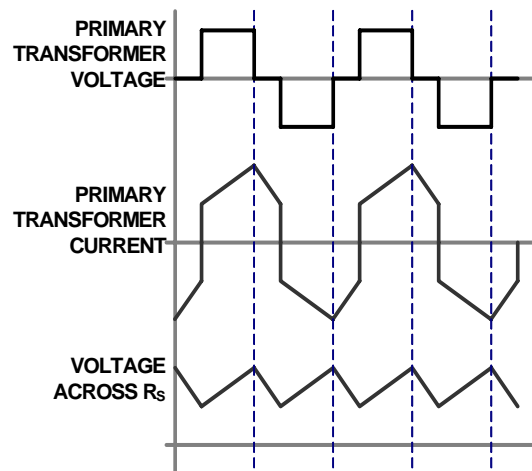 PRIMARY
TRANSFORMER
VOLTAGE
PRIMARY
TRANSFORMER
CURRENT
VOLTAGE
ACROSS RS